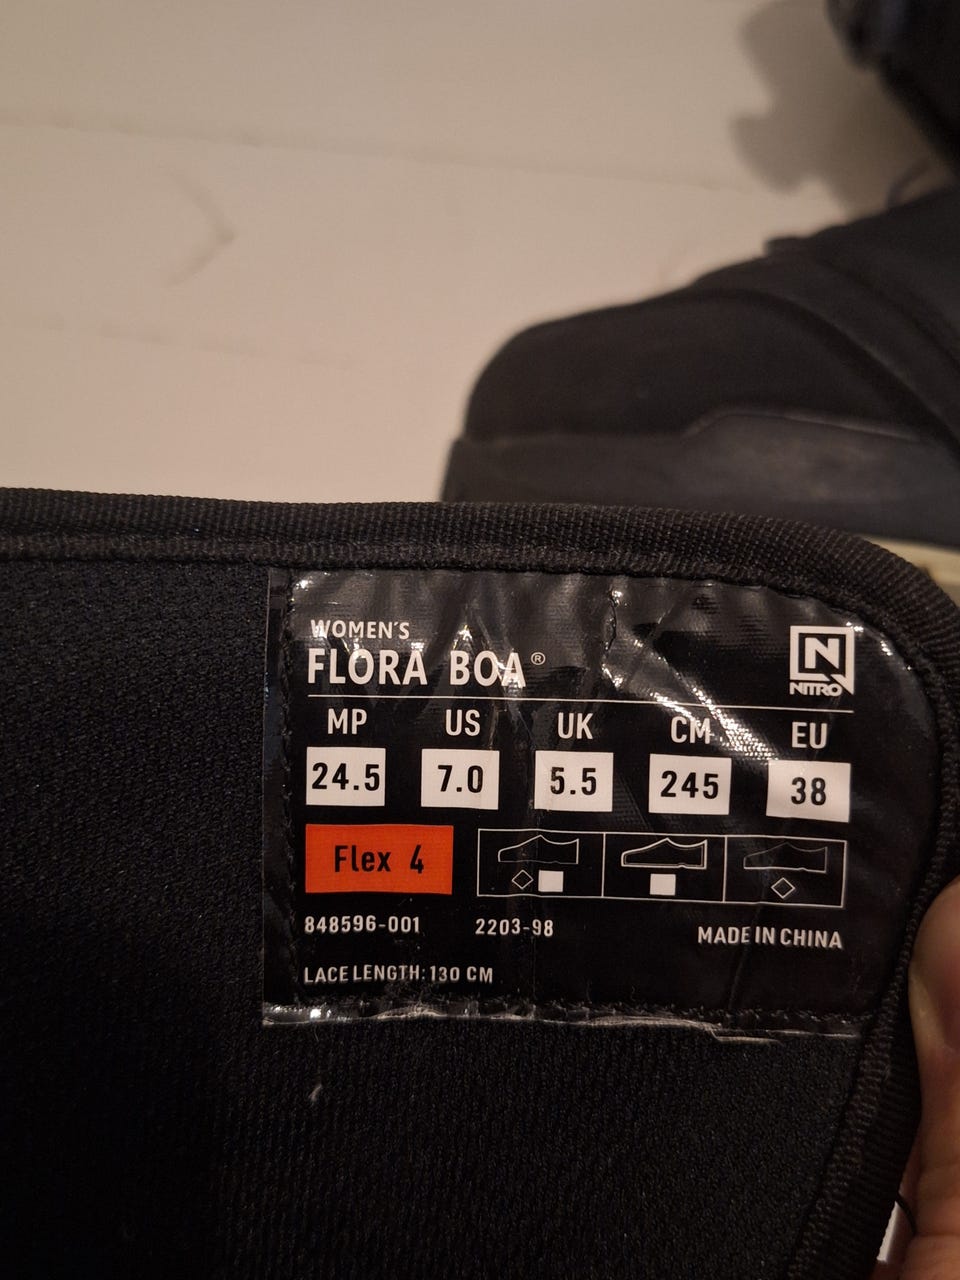 WOMEN'S
FLORA BOA®
NITRO
MP US UK CM EU
24.5 7.0 5.5 245 38
Flex 4
848596-001 2203-98 MADE IN CHINA
LACE LENGTH: 130 CM